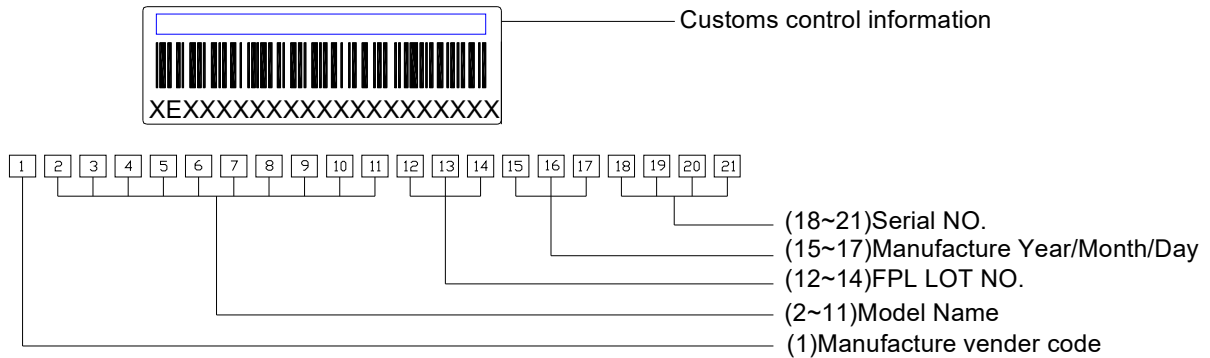 Customs control information
XEXXXXXXXXXXXXXXXXXXX
1 2 3 4 5 6 7 8 9 10 11 12 13 14 15 16 17 18 19 20 21
(18~21)Serial NO.
(15~17)Manufacture Year/Month/Day
(12~14)FPL LOT NO.
(2~11)Model Name
(1)Manufacture vender code